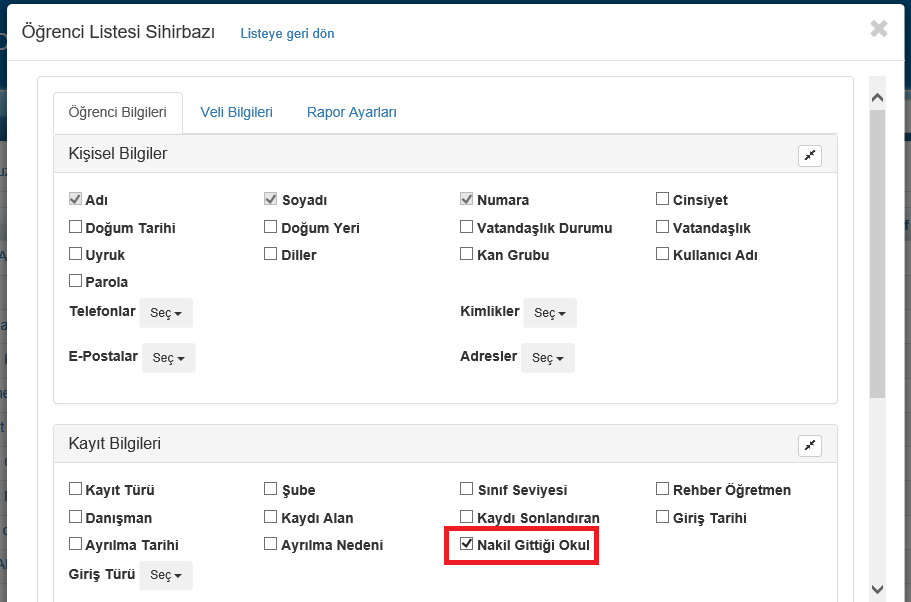 Öğrenci Listesi Sihirbazı Listeye geri dön
Öğrenci Bilgileri Veli Bilgileri Rapor Ayarları
Kişisel Bilgiler
Adı Soyadı Numara Cinsiyet
Doğum Tarihi Doğum Yeri Vatandaşlık Durumu Vatandaşlık
Uyruk Diller Kan Grubu Kullanıcı Adı
Parola
Telefonlar Seç Kimlikler Seç
E-Postalar Seç Adresler Seç
Kayıt Bilgileri
Kayıt Türü Şube Sınıf Seviyesi Rehber Öğretmen
Danışman Kaydı Alan Kaydı Sonlandıran Giriş Tarihi
Ayrılma Tarihi Ayrılma Nedeni Nakil Gittiği Okul
Giriş Türü Seç